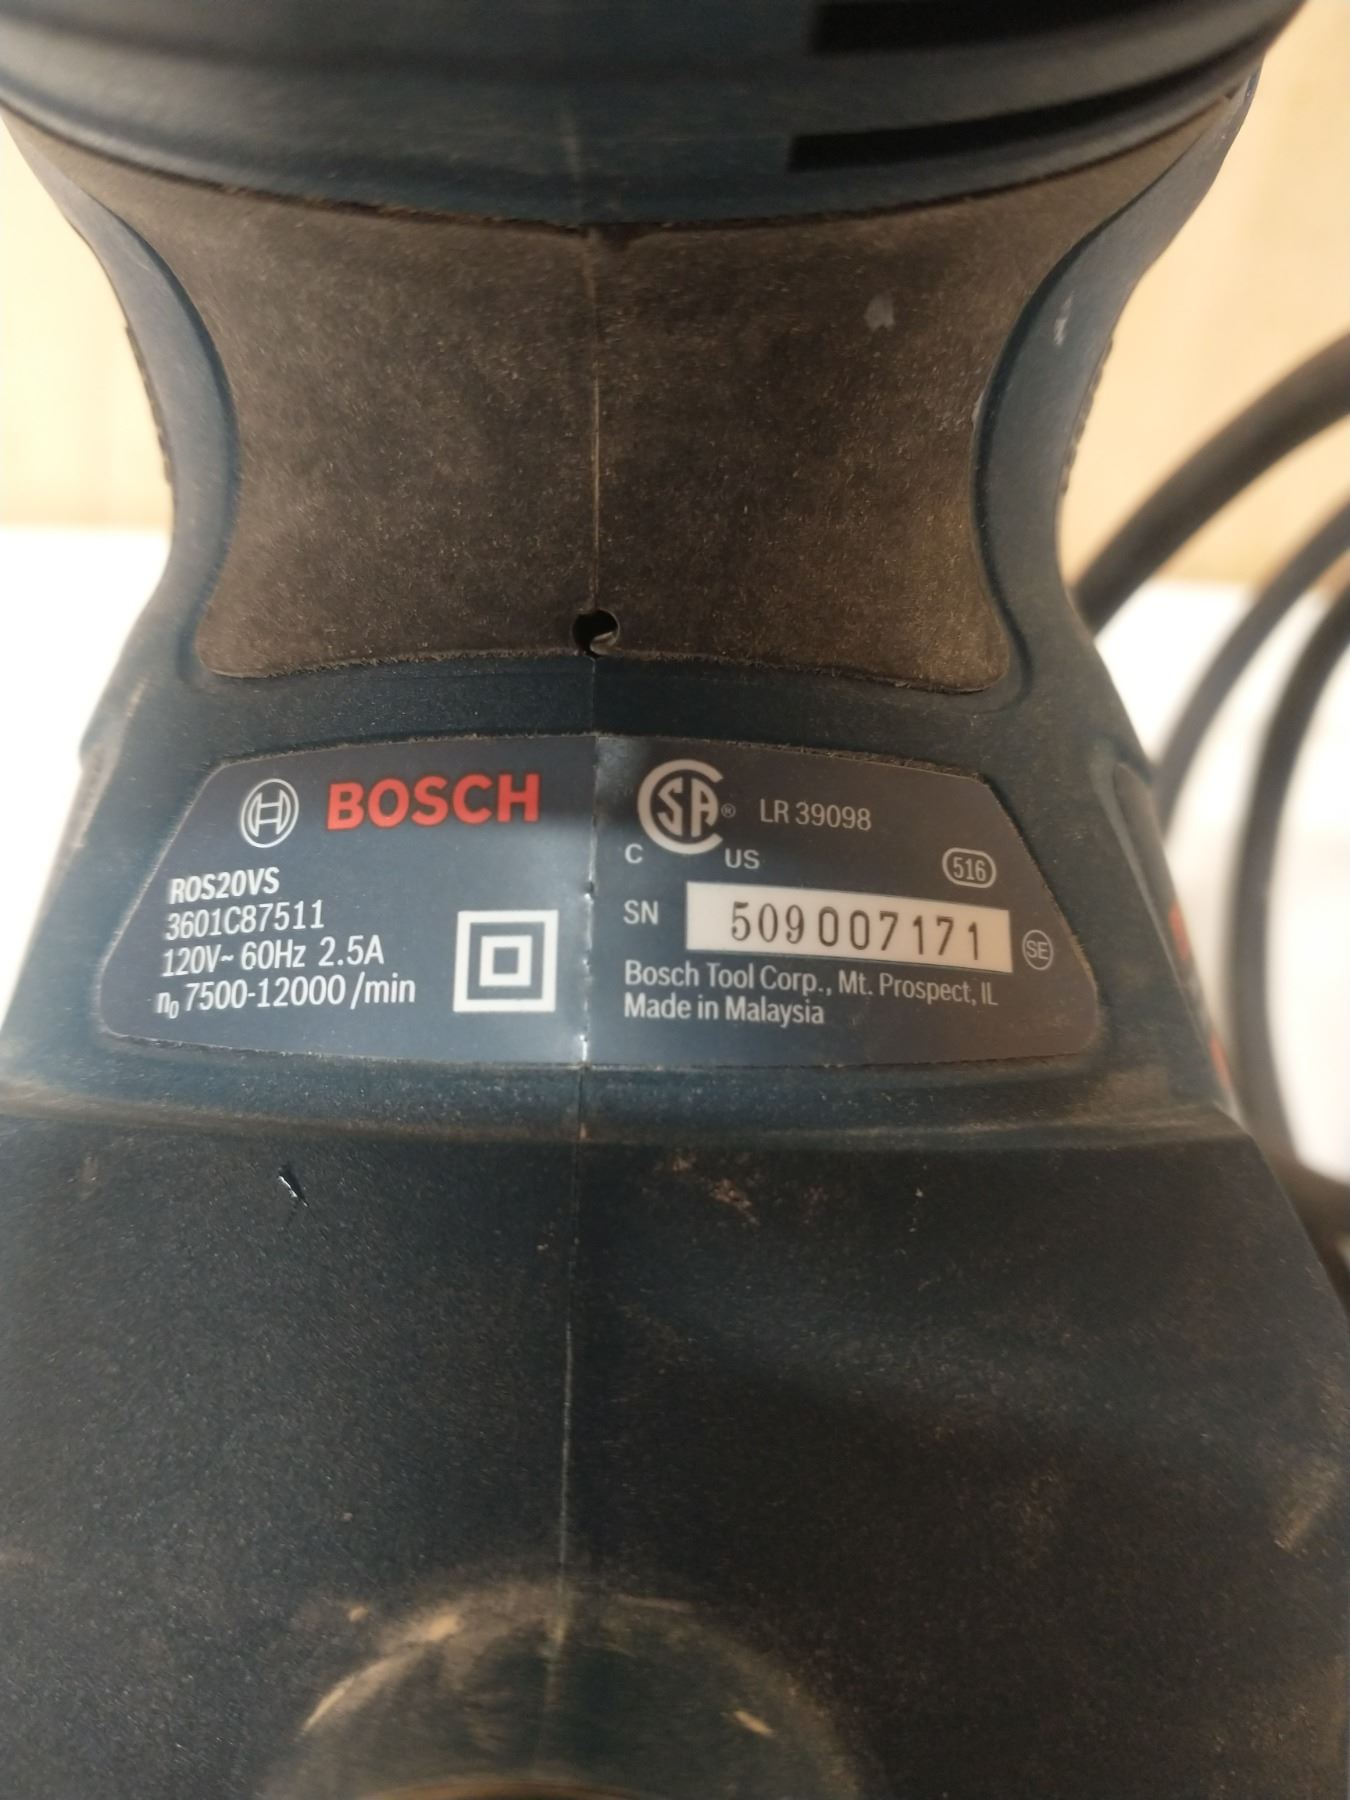 BOSCH
ROS20VS
3601C87511
120V~ 60Hz 2.5A
n₀ 7500-12000 /min
CSA® LR 39098
C US
516
SN 509007171
SE
Bosch Tool Corp., Mt. Prospect, IL
Made in Malaysia